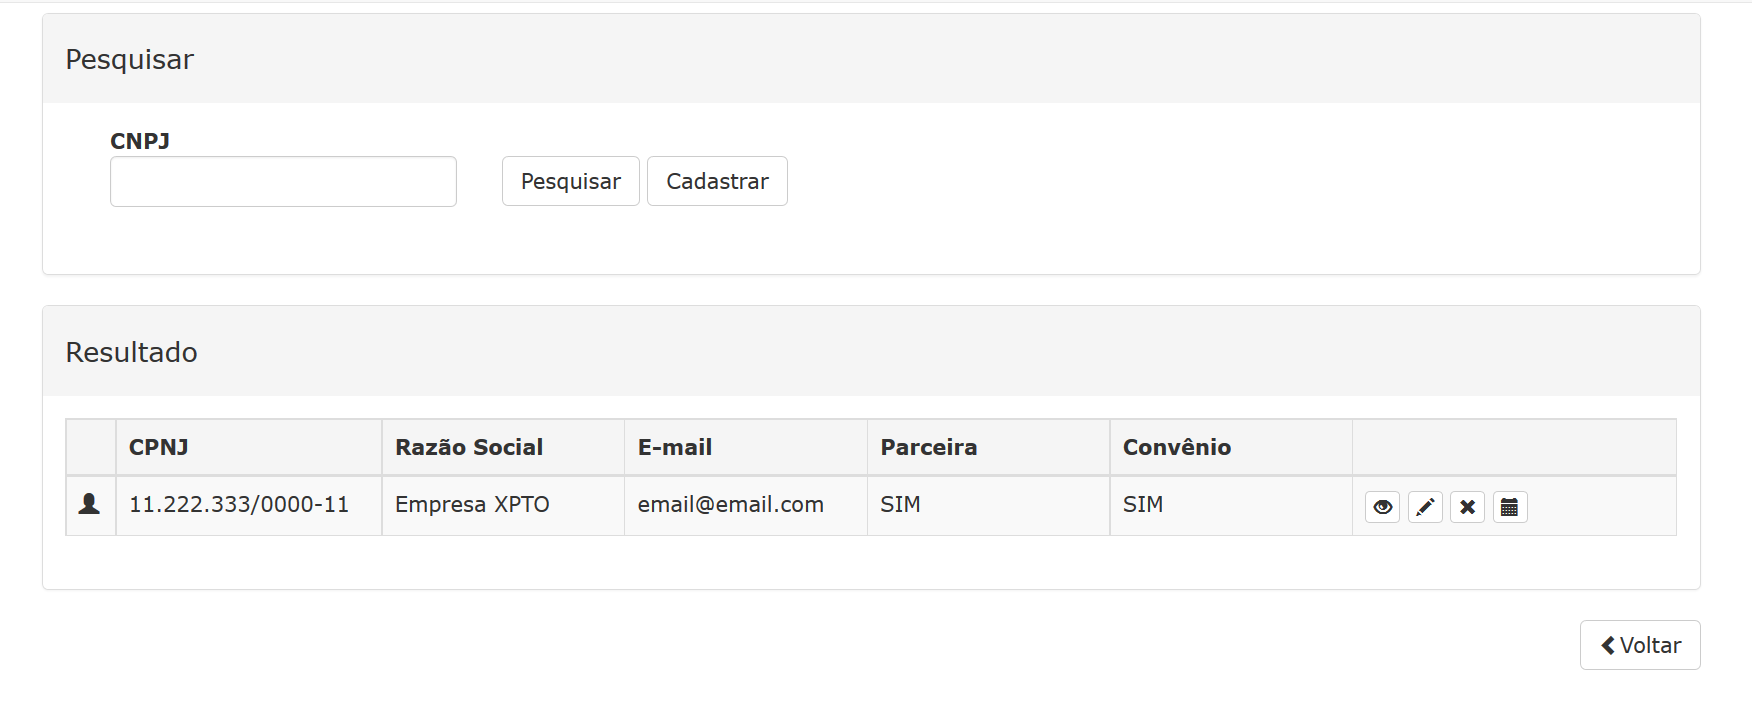 Pesquisar
CNPJ
Pesquisar Cadastrar
Resultado
CPNJ Razão Social E-mail Parceira Convênio
11.222.333/0000-11 Empresa XPTO email@email.com SIM SIM
Voltar